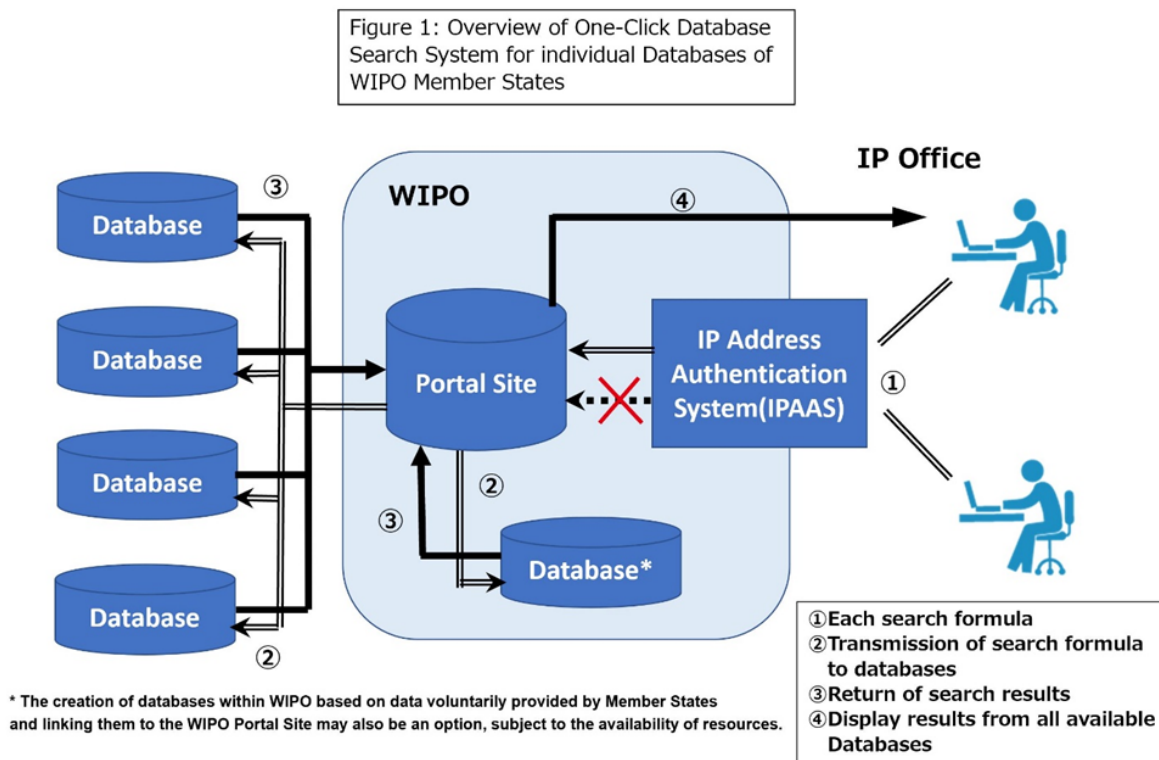 Figure 1: Overview of One-Click Database
Search System for individual Databases of
WIPO Member States
IP Office
WIPO
③
④
Database
Database
Database
Database
②
Portal Site
IP Address
Authentication
System(IPAAS)
①
②
③
Database*
①Each search formula
②Transmission of search formula
to databases
③Return of search results
④Display results from all available
Databases
* The creation of databases within WIPO based on data voluntarily provided by Member States
and linking them to the WIPO Portal Site may also be an option, subject to the availability of resources.